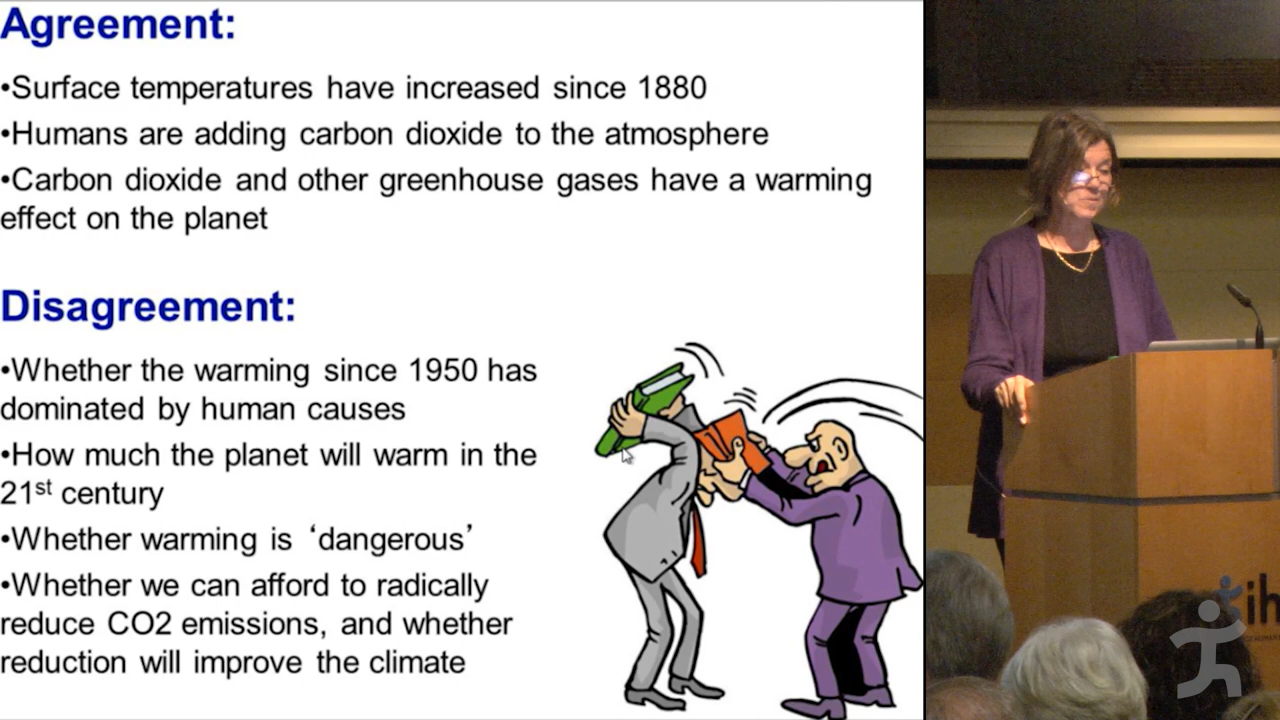 Agreement:
•Surface temperatures have increased since 1880
•Humans are adding carbon dioxide to the atmosphere
•Carbon dioxide and other greenhouse gases have a warming
effect on the planet
Disagreement:
•Whether the warming since 1950 has
dominated by human causes
•How much the planet will warm in the
21st century
•Whether warming is ‘dangerous’
•Whether we can afford to radically
reduce CO2 emissions, and whether
reduction will improve the climate
ih